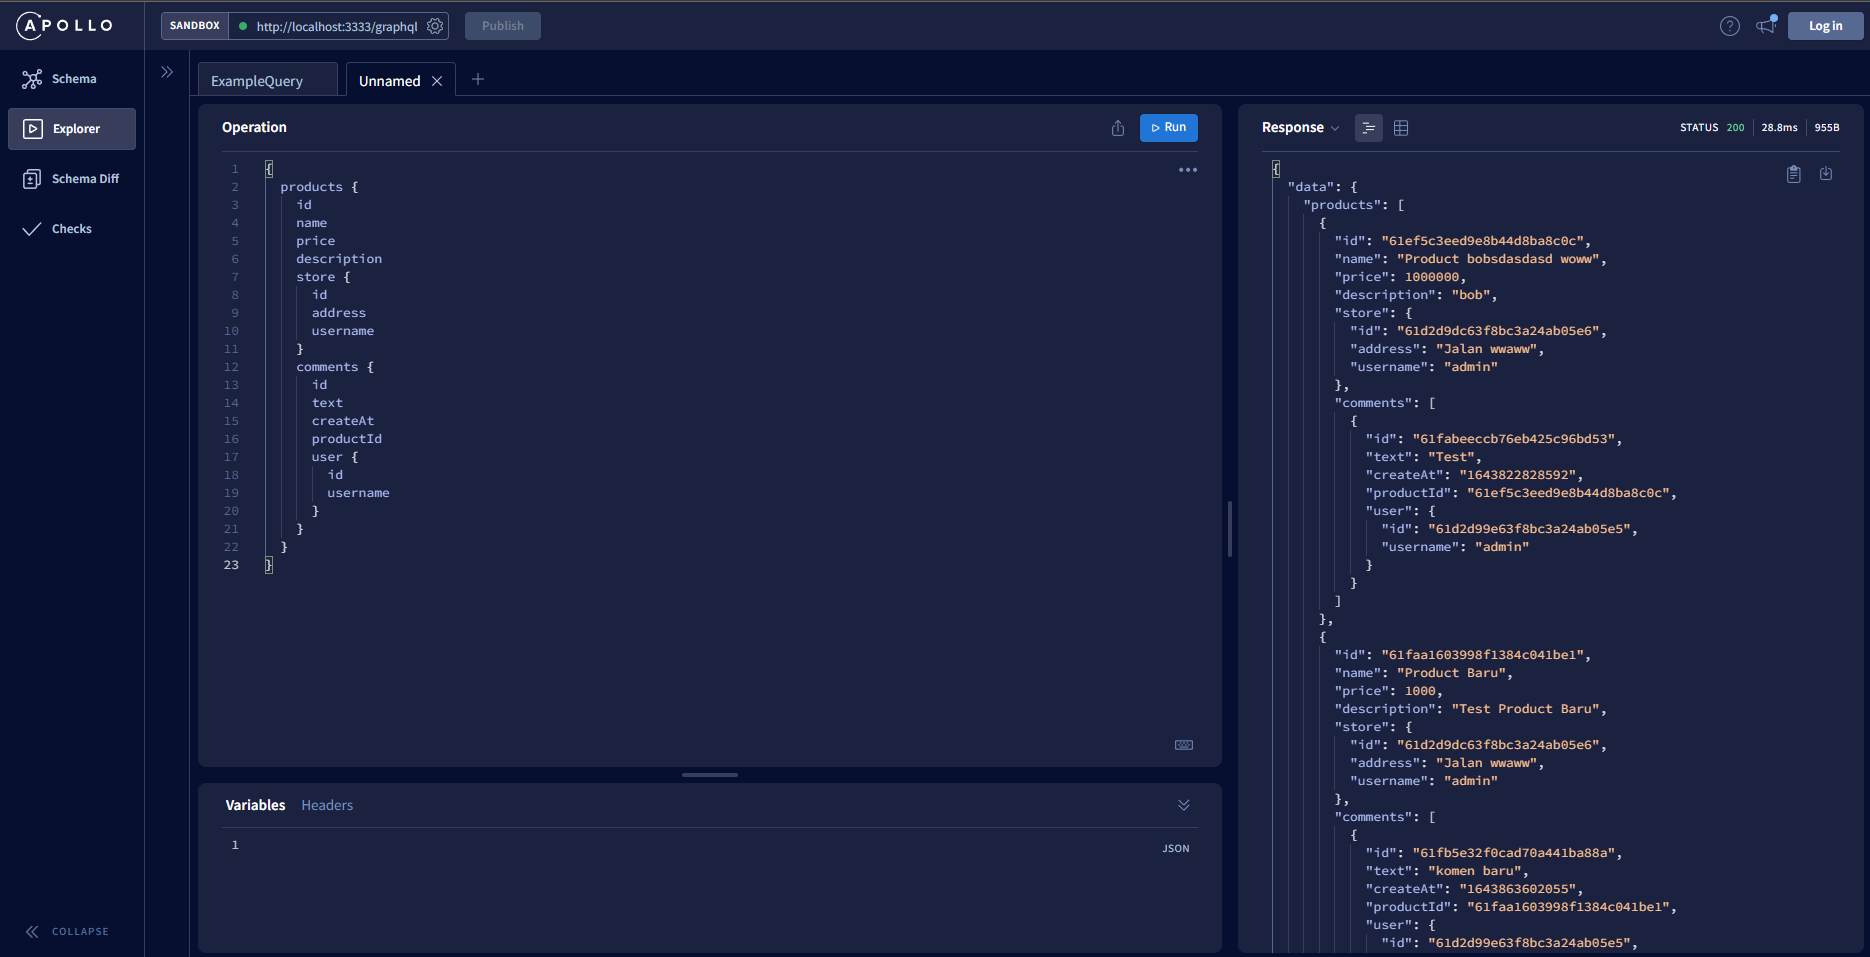 APOLLO
SANDBOX
http://localhost:3333/graphql
Publish
Log in
Schema
Explorer
Schema Diff
Checks
COLLAPSE
ExampleQuery
Unnamed
Operation
Run
1 {
2 products {
3 id
4 name
5 price
6 description
7 store {
8 id
9 address
10 username
11 }
12 comments {
13 id
14 text
15 createAt
16 productId
17 user {
18 id
19 username
20 }
21 }
22 }
23 }
Variables Headers
1
JSON
Response
STATUS 200 28.8ms 955B
{
"data": {
"products": [
{
"id": "61ef5c3eed9e8b44d8ba8c0c",
"name": "Product bobsdasdasd woww",
"price": 1000000,
"description": "bob",
"store": {
"id": "61d2d9dc63f8bc3a24ab05e6",
"address": "Jalan wwaww",
"username": "admin"
},
"comments": [
{
"id": "61fabeeccb76eb425c96bd53",
"text": "Test",
"createAt": "1643822828592",
"productId": "61ef5c3eed9e8b44d8ba8c0c",
"user": {
"id": "61d2d99e63f8bc3a24ab05e5",
"username": "admin"
}
}
]
},
{
"id": "61faa1603998f1384c041be1",
"name": "Product Baru",
"price": 1000,
"description": "Test Product Baru",
"store": {
"id": "61d2d9dc63f8bc3a24ab05e6",
"address": "Jalan wwaww",
"username": "admin"
},
"comments": [
{
"id": "61fb5e32f0cad70a441ba88a",
"text": "komen baru",
"createAt": "1643863602055",
"productId": "61faa1603998f1384c041be1",
"user": {
"id": "61d2d99e63f8bc3a24ab05e5",